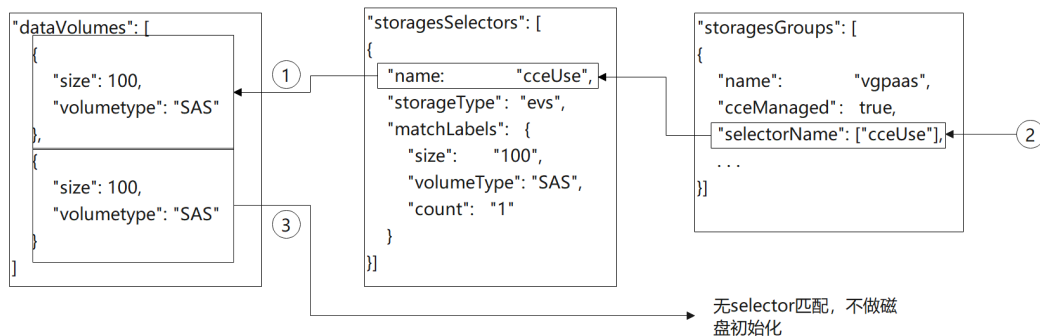 "dataVolumes": [
{
"size": 100,
"volumetype": "SAS"
},
{
"size": 100,
"volumetype": "SAS"
}
]
1
3
"storagesSelectors": [
{
"name: "cceUse",
"storageType": "evs",
"matchLabels": {
"size": "100",
"volumeType": "SAS",
"count": "1"
}
}]
"storagesGroups": [
{
"name": "vgpaas",
"cceManaged": true,
"selectorName": ["cceUse"],
. . .
}]
2
无selector匹配，不做磁
盘初始化